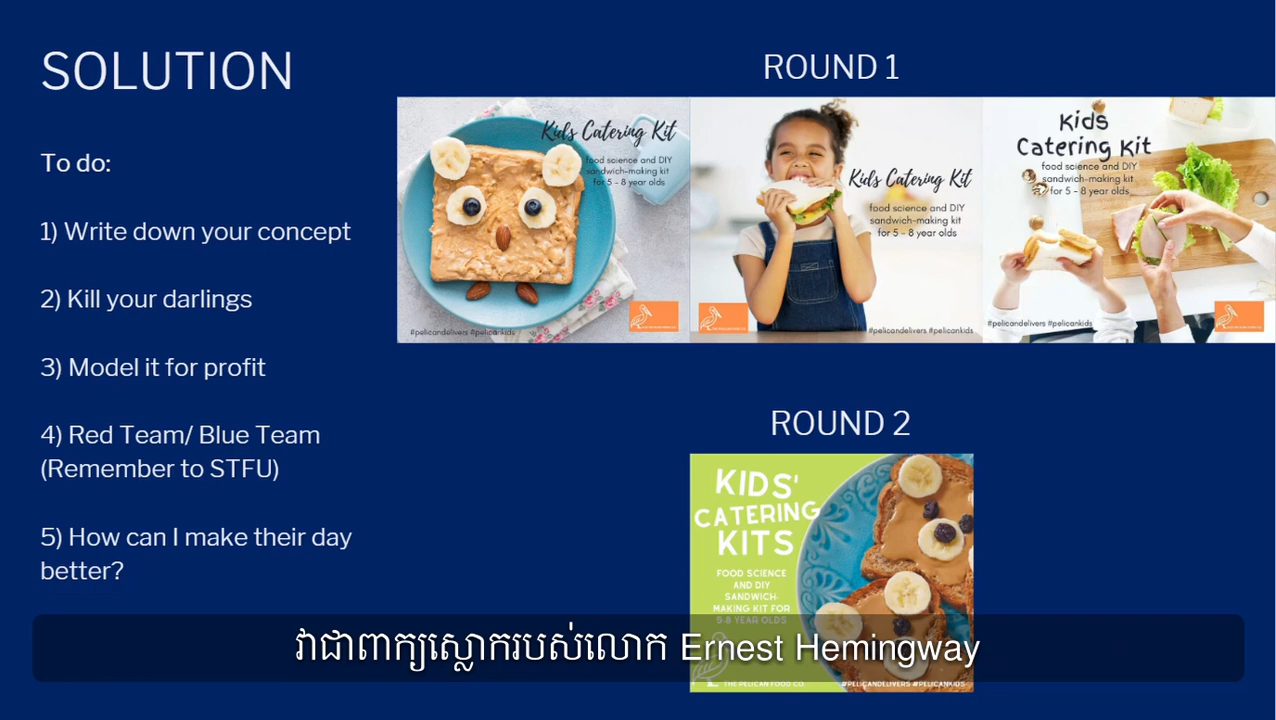 SOLUTION
To do:
1) Write down your concept
2) Kill your darlings
3) Model it for profit
4) Red Team/ Blue Team
(Remember to STFU)
5) How can I make their day
better?
ROUND 1
Kids Catering Kit
food science and DIY
sandwich-making kit
for 5 - 8 year olds
#pelicandelivers #pelicankids
Kids Catering Kit
food science and DIY
sandwich-making kit
for 5 - 8 year olds
#pelicandelivers #pelicankids
Kids
Catering Kit
food science and DIY
sandwich-making kit
for 5 - 8 year olds
#pelicandelivers #pelicankids
ROUND 2
KIDS'
CATERING
KITS
FOOD SCIENCE
AND DIY
SANDWICH-
MAKING KIT FOR
5-8 YEAR OLDS
THE PELICAN FOOD CO.
#PELICANDELIVERS #PELICANKIDS
វាជាពាក្យស្លោករបស់លោក Ernest Hemingway